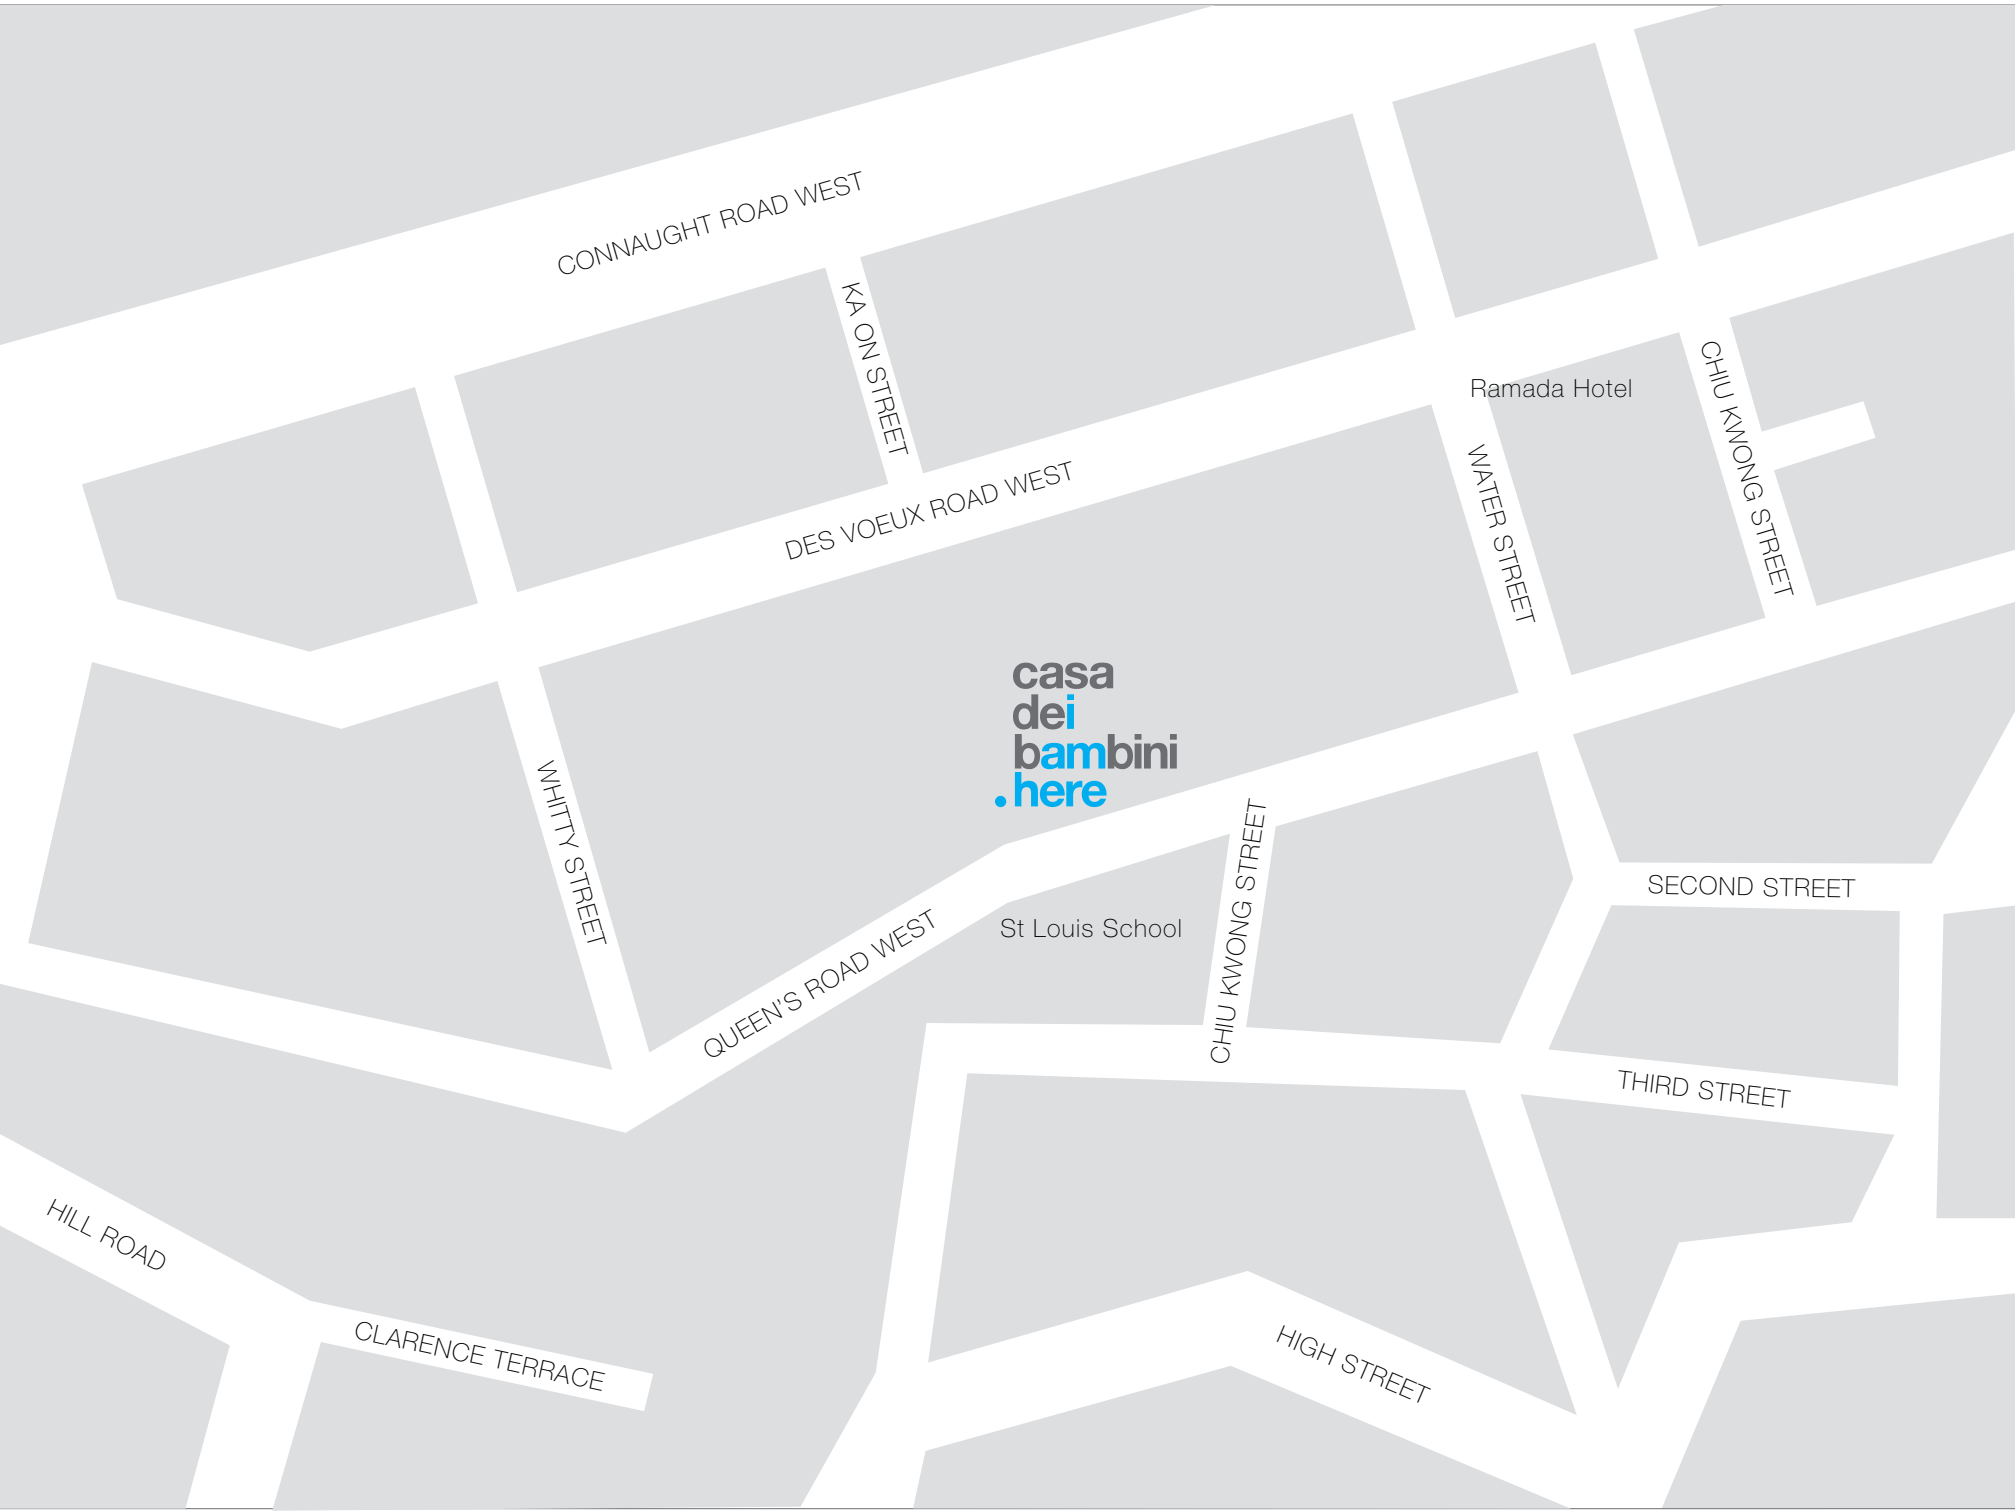 CONNAUGHT ROAD WEST
KA ON STREET
Ramada Hotel
CHIU KWONG STREET
DES VOEUX ROAD WEST
WATER STREET
casa
dei
bambini
.here
WHITTY STREET
CHIU KWONG STREET
SECOND STREET
St Louis School
QUEEN'S ROAD WEST
THIRD STREET
HILL ROAD
CLARENCE TERRACE
HIGH STREET